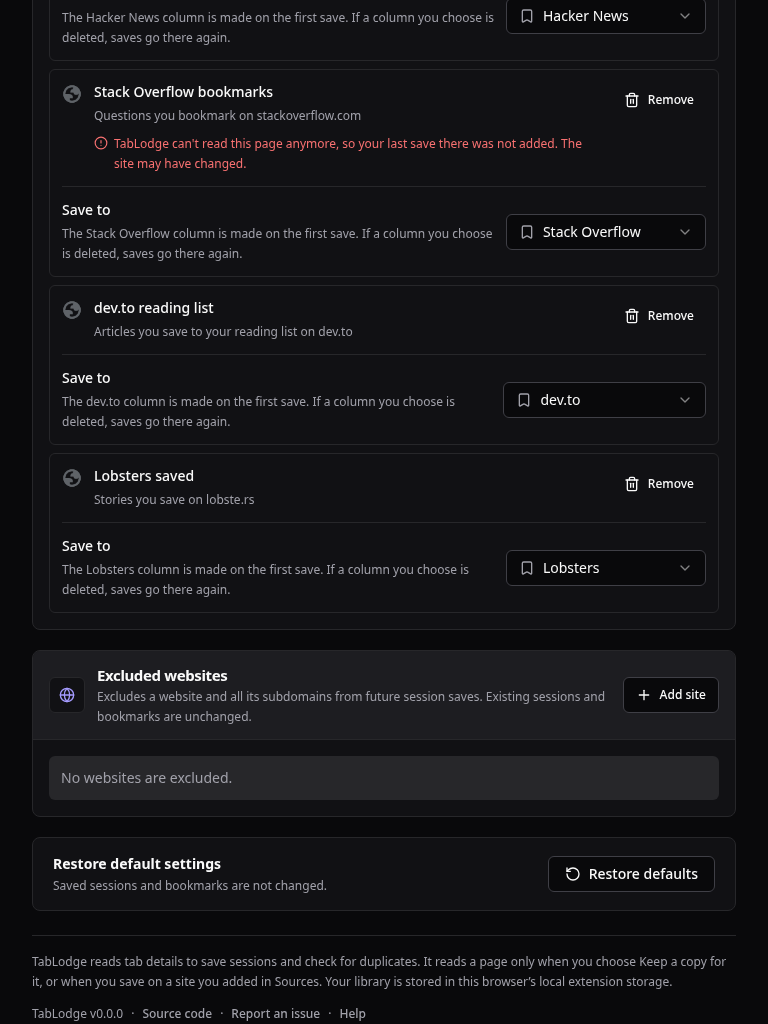 The Hacker News column is made on the first save. If a column you choose is
deleted, saves go there again.
Hacker News
Stack Overflow bookmarks
Questions you bookmark on stackoverflow.com
Remove
TabLodge can't read this page anymore, so your last save there was not added. The
site may have changed.
Save to
The Stack Overflow column is made on the first save. If a column you choose
is deleted, saves go there again.
Stack Overflow
dev.to reading list
Articles you save to your reading list on dev.to
Remove
Save to
The dev.to column is made on the first save. If a column you choose is
deleted, saves go there again.
dev.to
Lobsters saved
Stories you save on lobste.rs
Remove
Save to
The Lobsters column is made on the first save. If a column you choose is
deleted, saves go there again.
Lobsters
Excluded websites
Excludes a website and all its subdomains from future session saves. Existing sessions and
bookmarks are unchanged.
Add site
No websites are excluded.
Restore default settings
Saved sessions and bookmarks are not changed.
Restore defaults
TabLodge reads tab details to save sessions and check for duplicates. It reads a page only when you choose Keep a copy for
it, or when you save on a site you added in Sources. Your library is stored in this browser's local extension storage.
TabLodge v0.0.0 · Source code · Report an issue · Help